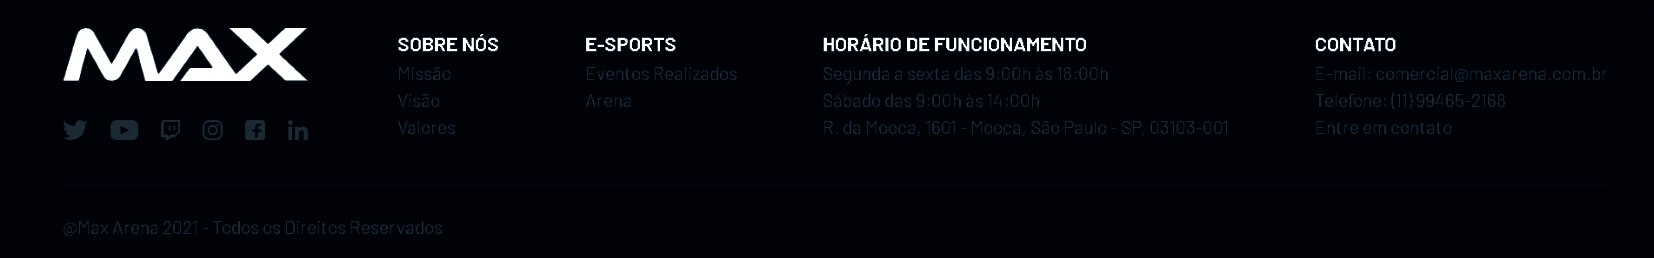 MAX
SOBRE NÓS
Missão
Visão
Valores
E-SPORTS
Eventos Realizados
Arena
HORÁRIO DE FUNCIONAMENTO
Segunda a sexta das 9:00h às 18:00h
Sábado das 9:00h às 14:00h
R. da Mooca, 1601 - Mooca, São Paulo - SP, 03103-001
CONTATO
E-mail: comercial@maxarena.com.br
Telefone: (11) 99465-2168
Entre em contato
@Max Arena 2021 - Todos os Direitos Reservados